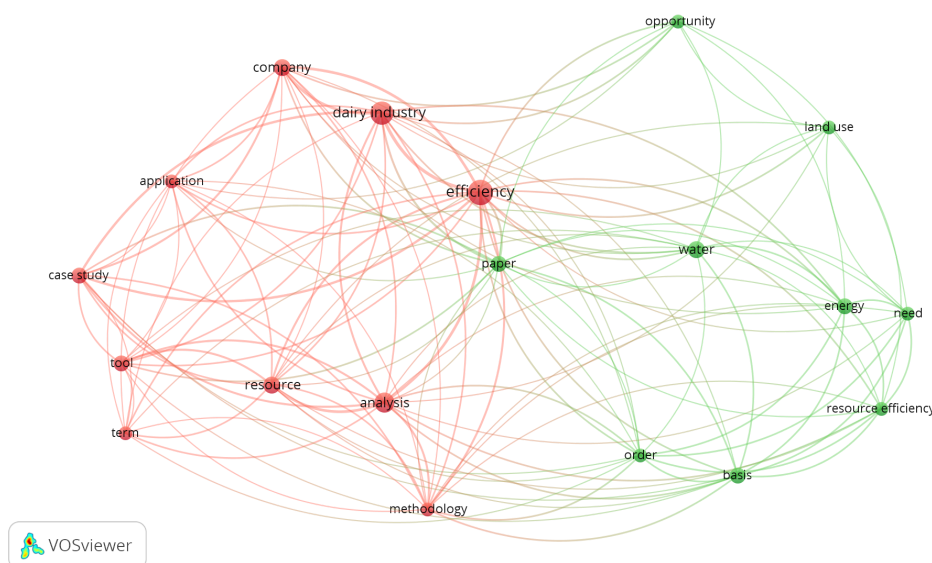 opportunity
company
dairy industry
land use
application
efficiency
water
paper
case study
energy
need
tool
resource
analysis
resource efficiency
term
order
basis
methodology
VOSviewer